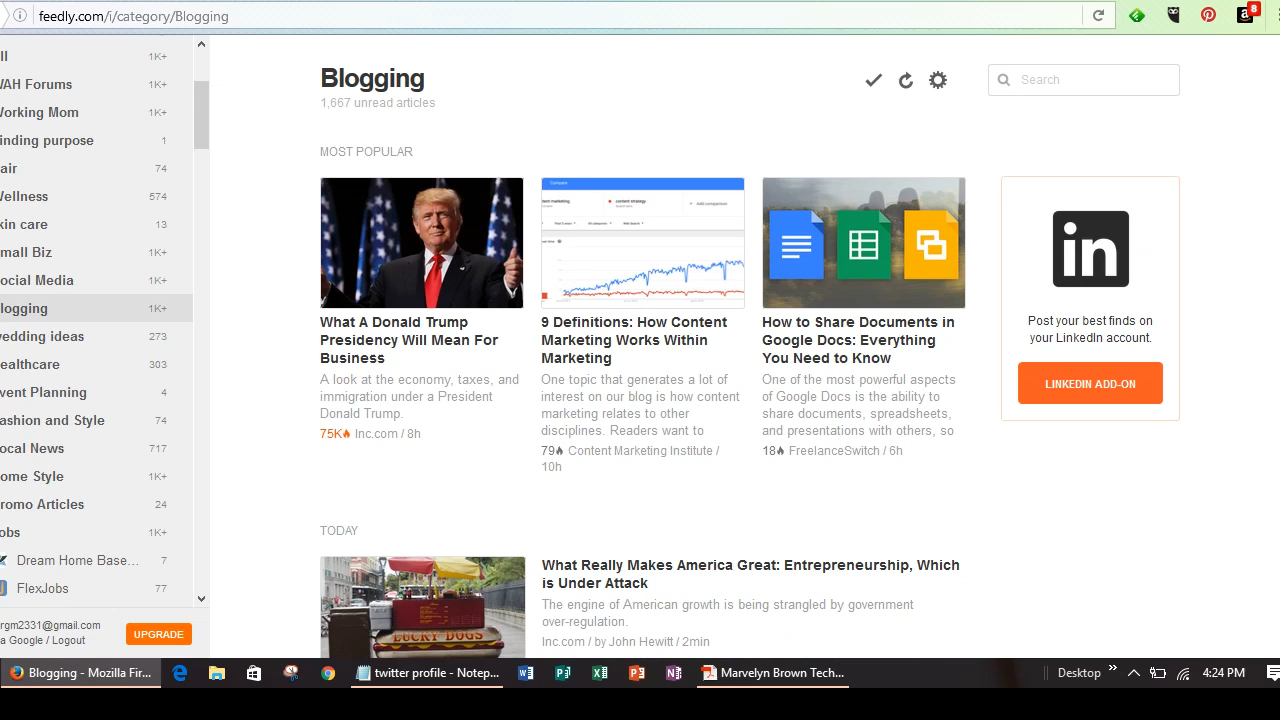 feedly.com/i/category/Blogging
8
ll 1K+
VAH Forums 1K+
Vorking Mom 1K+
inding purpose 1
air 74
Vellness 574
kin care 13
mall Biz 1K+
ocial Media 1K+
logging 1K+
vedding ideas 273
ealthcare 303
vent Planning 4
ashion and Style 74
ocal News 717
ome Style 1K+
romo Articles 24
obs 1K+
Dream Home Base... 7
FlexJobs 77
rgm2331@gmail.com
a Google / Logout
UPGRADE
Blogging
1,667 unread articles
Search
MOST POPULAR
Compare
content strategy
Add comparison
What A Donald Trump
Presidency Will Mean For
Business
A look at the economy, taxes, and
immigration under a President
Donald Trump.
75K Inc.com / 8h
9 Definitions: How Content
Marketing Works Within
Marketing
One topic that generates a lot of
interest on our blog is how content
marketing relates to other
disciplines. Readers want to
79 Content Marketing Institute /
10h
How to Share Documents in
Google Docs: Everything
You Need to Know
One of the most powerful aspects
of Google Docs is the ability to
share documents, spreadsheets,
and presentations with others, so
18 FreelanceSwitch / 6h
in
Post your best finds on
your LinkedIn account.
LINKEDIN ADD-ON
TODAY
LUCKY DOGS
What Really Makes America Great: Entrepreneurship, Which
is Under Attack
The engine of American growth is being strangled by government
over-regulation.
Inc.com / by John Hewitt / 2min
Blogging - Mozilla Fir...
twitter profile - Notep...
Marvelyn Brown Tech...
Desktop
4:24 PM